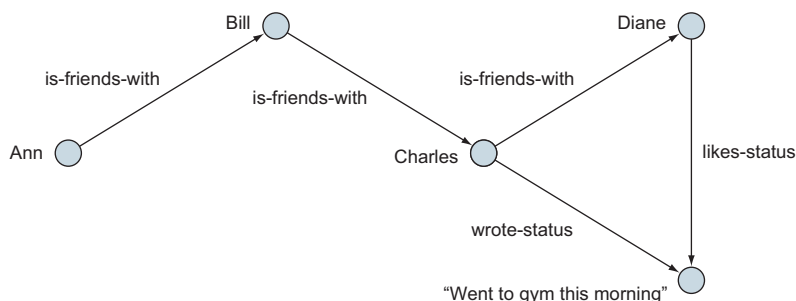 Bill
Diane
is-friends-with
is-friends-with
is-friends-with
Ann
Charles
likes-status
wrote-status
“Went to gym this morning”